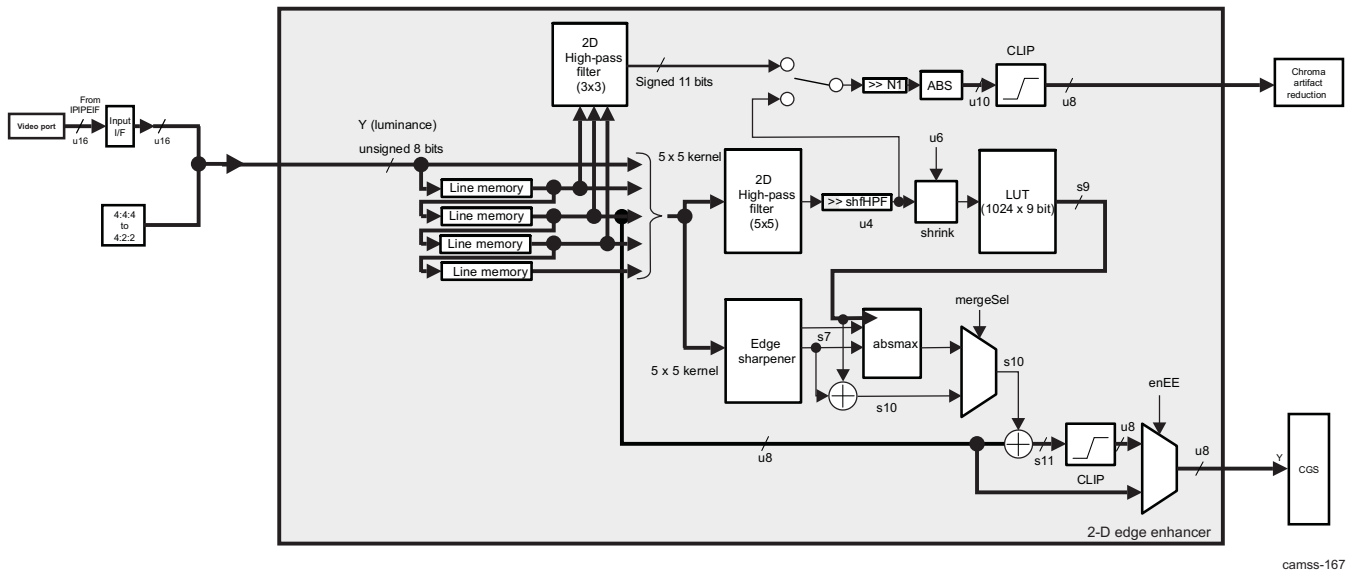 2D
High-pass
filter
(3x3)
Signed 11 bits
>> N1
ABS
u10
CLIP
u8
Chroma
artifact
reduction
From
IPIPEIF
Video port
u16
Input
I/F
u16
Y (luminance)
unsigned 8 bits
4:4:4
to
4:2:2
Line memory
Line memory
Line memory
Line memory
5 x 5 kernel
2D
High-pass
filter
(5x5)
>> shfHPF
u4
u6
shrink
LUT
(1024 x 9 bit)
s9
5 x 5 kernel
Edge
sharpener
s7
absmax
s10
mergeSel
s10
u8
s11
CLIP
u8
enEE
u8
Y
CGS
2-D edge enhancer
camss-167